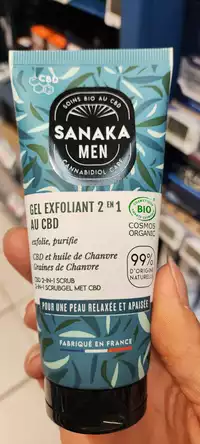 CBD
SOINS BIO AU CBD
SANAKA
MEN
CANNABIDIOL CARE
GEL EXFOLIANT 2 EN 1
AU CBD
exfolie, purifie
CBD et huile de Chanvre
Graines de Chanvre
CBD 2-IN-1 SCRUB
2-IN-1 SCRUBGEL MET CBD
BIO
COSMOS
ORGANIC
99%
D'ORIGINE
NATURELLE
POUR UNE PEAU RELAXÉE ET APAISÉE
FABRIQUÉ EN FRANCE